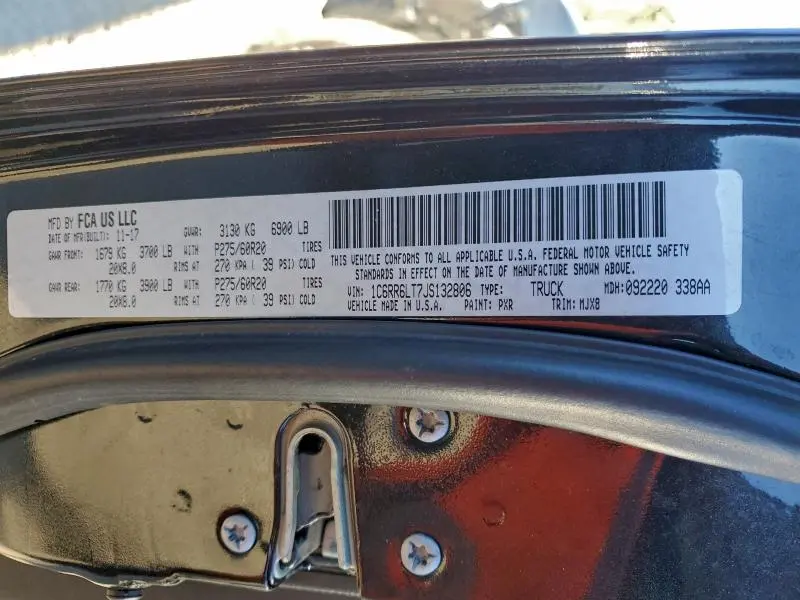 MFD BY FCA US LLC
DATE OF MFR(BUILT): 11-17 GVWR: 3130 KG 6900 LB
GAWR FRONT: 1679 KG 3700 LB WITH P275/60R20 TIRES
20X8.0 RIMS AT 270 KPA ( 39 PSI) COLD
GAWR REAR: 1770 KG 3900 LB WITH P275/60R20 TIRES
20X8.0 RIMS AT 270 KPA ( 39 PSI) COLD
THIS VEHICLE CONFORMS TO ALL APPLICABLE U.S.A. FEDERAL MOTOR VEHICLE SAFETY
STANDARDS IN EFFECT ON THE DATE OF MANUFACTURE SHOWN ABOVE.
VIN: 1C6RR6LT7JS132806 TYPE: TRUCK MDH: 092220 338AA
VEHICLE MADE IN U.S.A. PAINT: PXR TRIM: MJX8